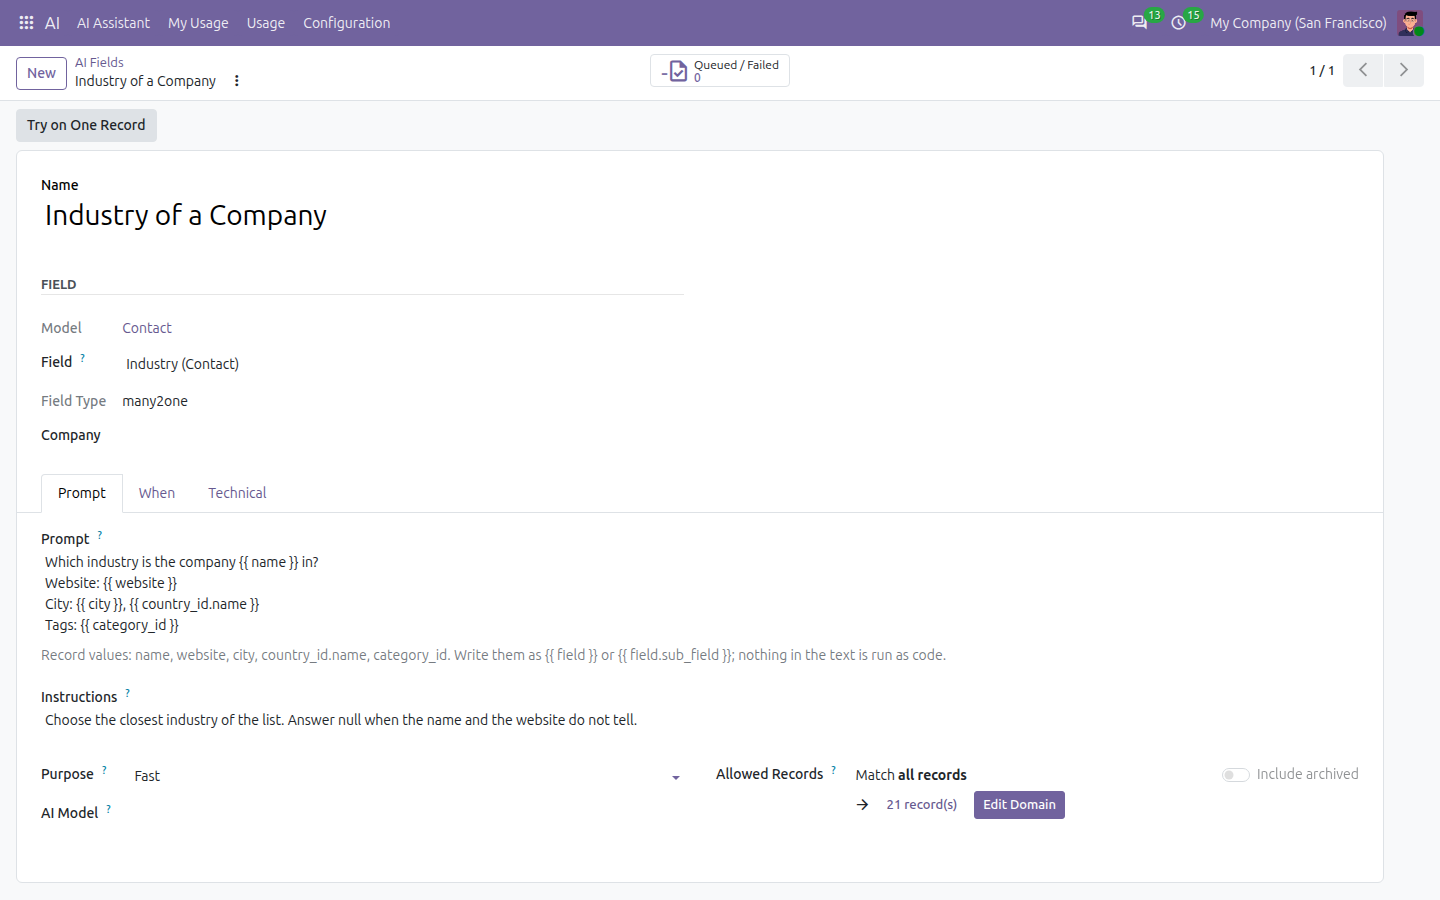 AI AI Assistant My Usage Usage Configuration 13 15 My Company (San Francisco)
New AI Fields
Industry of a Company
Queued / Failed
0
1 / 1
Try on One Record
Name
Industry of a Company
FIELD
Model Contact
Field ? Industry (Contact)
Field Type many2one
Company
Prompt When Technical
Prompt ?
Which industry is the company {{ name }} in?
Website: {{ website }}
City: {{ city }}, {{ country_id.name }}
Tags: {{ category_id }}
Record values: name, website, city, country_id.name, category_id. Write them as {{ field }} or {{ field.sub_field }}; nothing in the text is run as code.
Instructions ?
Choose the closest industry of the list. Answer null when the name and the website do not tell.
Purpose ? Fast
AI Model ?
Allowed Records ? Match all records Include archived
21 record(s) Edit Domain